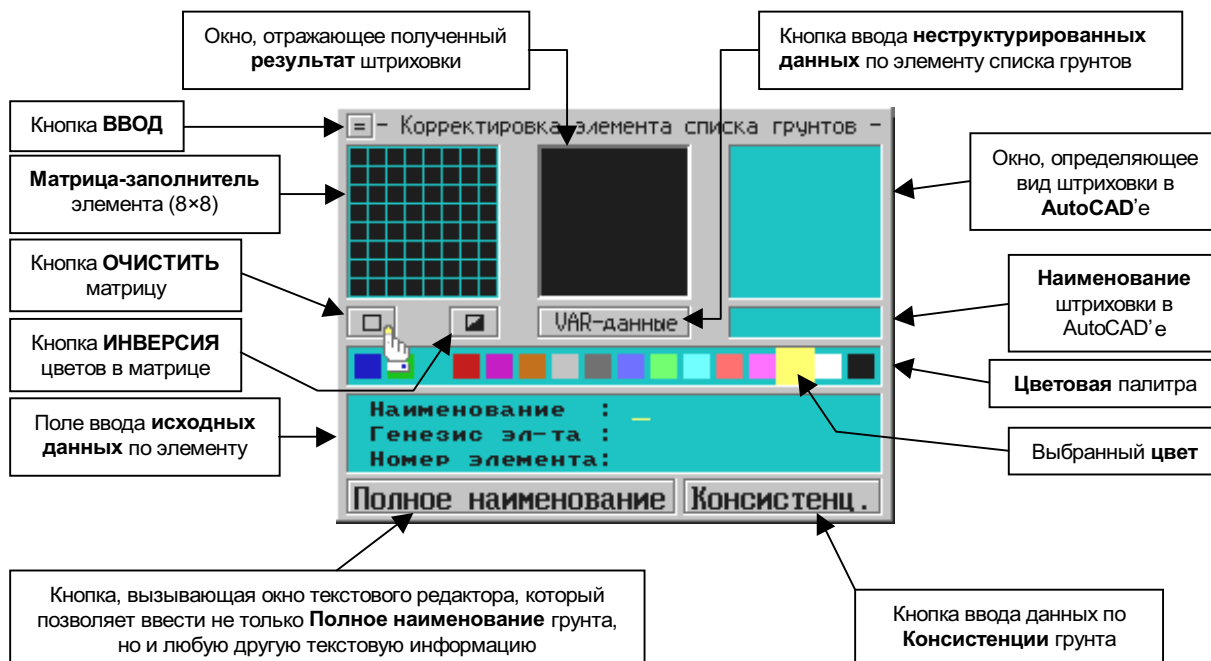 Окно, отражающее полученный
результат штриховки
Кнопка ввода неструктурированных
данных по элементу списка грунтов
Кнопка ВВОД
Матрица-заполнитель
элемента (8×8)
Кнопка ОЧИСТИТЬ
матрицу
Кнопка ИНВЕРСИЯ
цветов в матрице
Поле ввода исходных
данных по элементу
= - Корректировка элемента списка грунтов -
VAR-данные
Наименование : _
Генезис эл-та :
Номер элемента:
Полное наименование
Консистенц.
Окно, определяющее
вид штриховки в
AutoCAD'е
Наименование
штриховки в
AutoCAD'е
Цветовая палитра
Выбранный цвет
Кнопка, вызывающая окно текстового редактора, который
позволяет ввести не только Полное наименование грунта,
но и любую другую текстовую информацию
Кнопка ввода данных по
Консистенции грунта